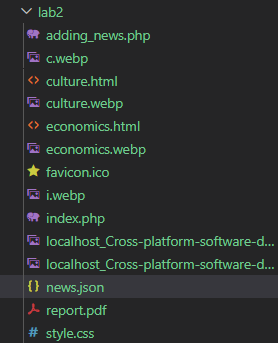 lab2
adding_news.php
c.webp
culture.html
culture.webp
economics.html
economics.webp
favicon.ico
i.webp
index.php
localhost_Cross-platform-software-d...
localhost_Cross-platform-software-d...
news.json
report.pdf
style.css